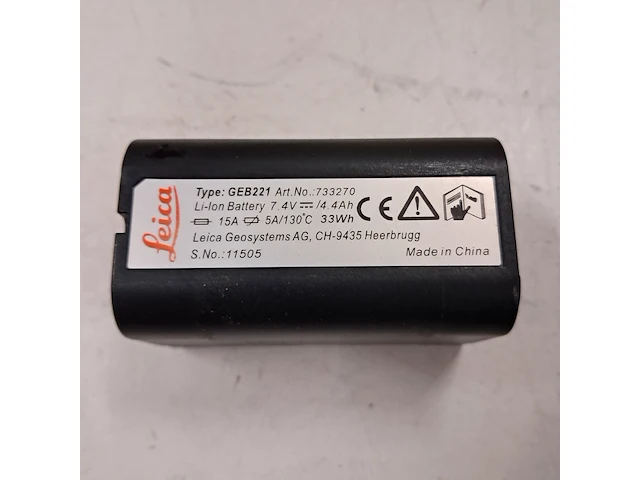 Leica
Type: GEB221 Art.No.:733270
Li-Ion Battery 7.4V⎓/4.4Ah
15A 5A/130°C 33Wh
Leica Geosystems AG, CH-9435 Heerbrugg
S.No.:11505
CE
Made in China